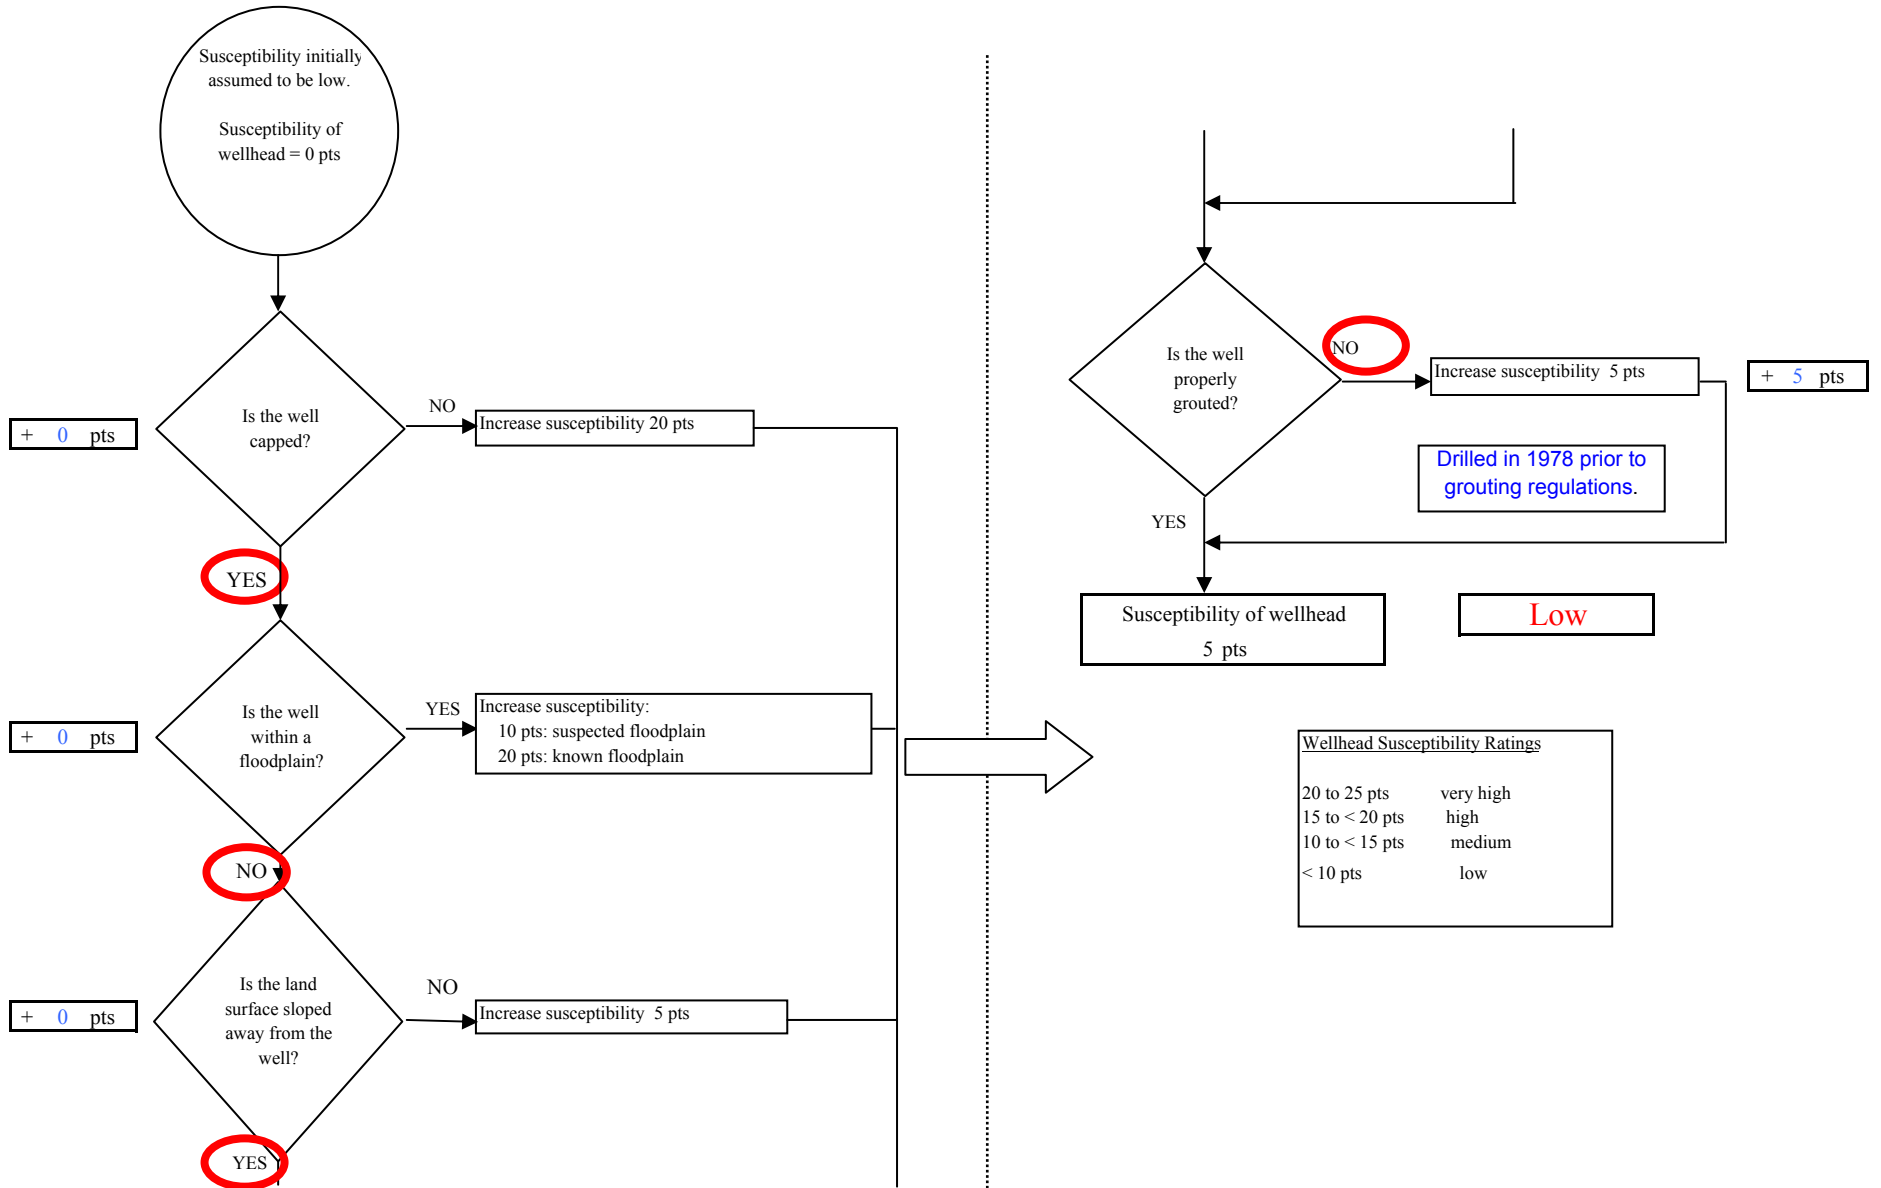 Susceptibility initially
assumed to be low.
Susceptibility of
wellhead = 0 pts
Is the well
capped?
NO
Increase susceptibility 20 pts
+ 0 pts
YES
Is the well
within a
floodplain?
YES
Increase susceptibility:
10 pts: suspected floodplain
20 pts: known floodplain
+ 0 pts
NO
Is the land
surface sloped
away from the
well?
NO
Increase susceptibility 5 pts
+ 0 pts
YES
Is the well
properly
grouted?
NO
Increase susceptibility 5 pts
+ 5 pts
Drilled in 1978 prior to
grouting regulations.
YES
Susceptibility of wellhead
5 pts
Low
Wellhead Susceptibility Ratings
20 to 25 pts very high
15 to < 20 pts high
10 to < 15 pts medium
< 10 pts low